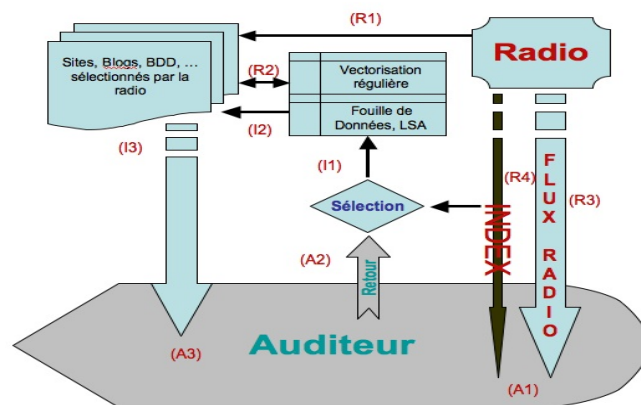 (R1)
Radio
Sites, Blogs, BDD, ...
sélectionnés par la
radio
(R2)
Vectorisation
régulière
Fouille de
Données, LSA
(I2)
(I3)
(I1)
(R4)
(R3)
Sélection
INDEX
FLUX RADIO
(A2)
Retour
Auditeur
(A3)
(A1)